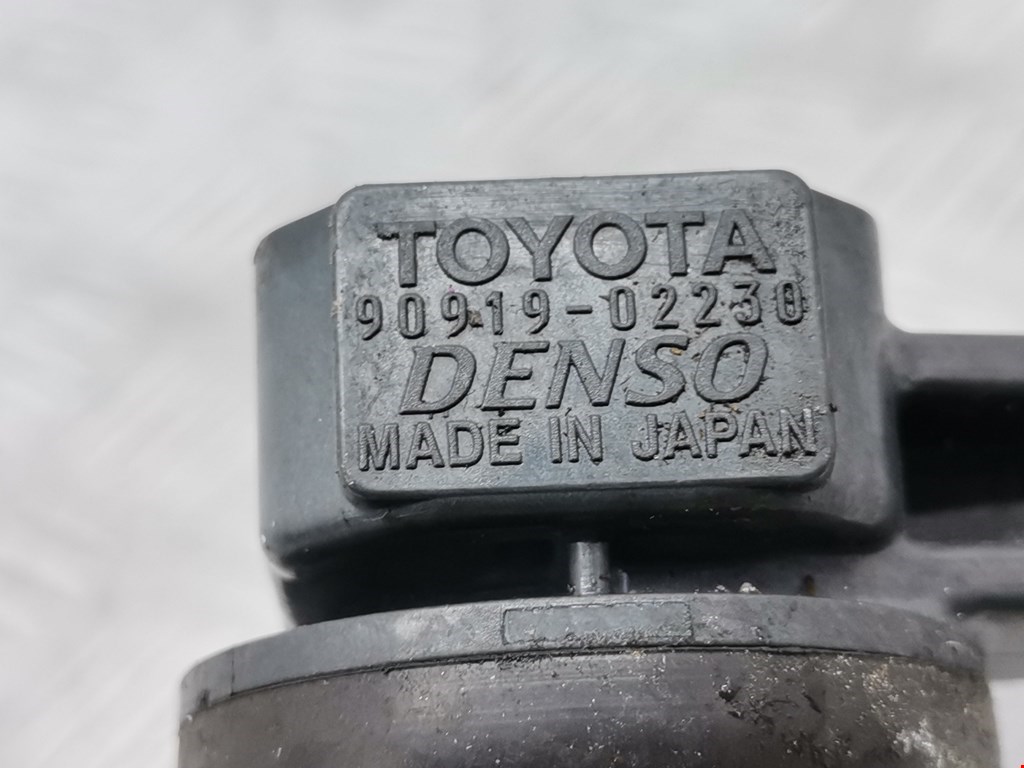 TOYOTA
90919-02230
DENSO
MADE IN JAPAN